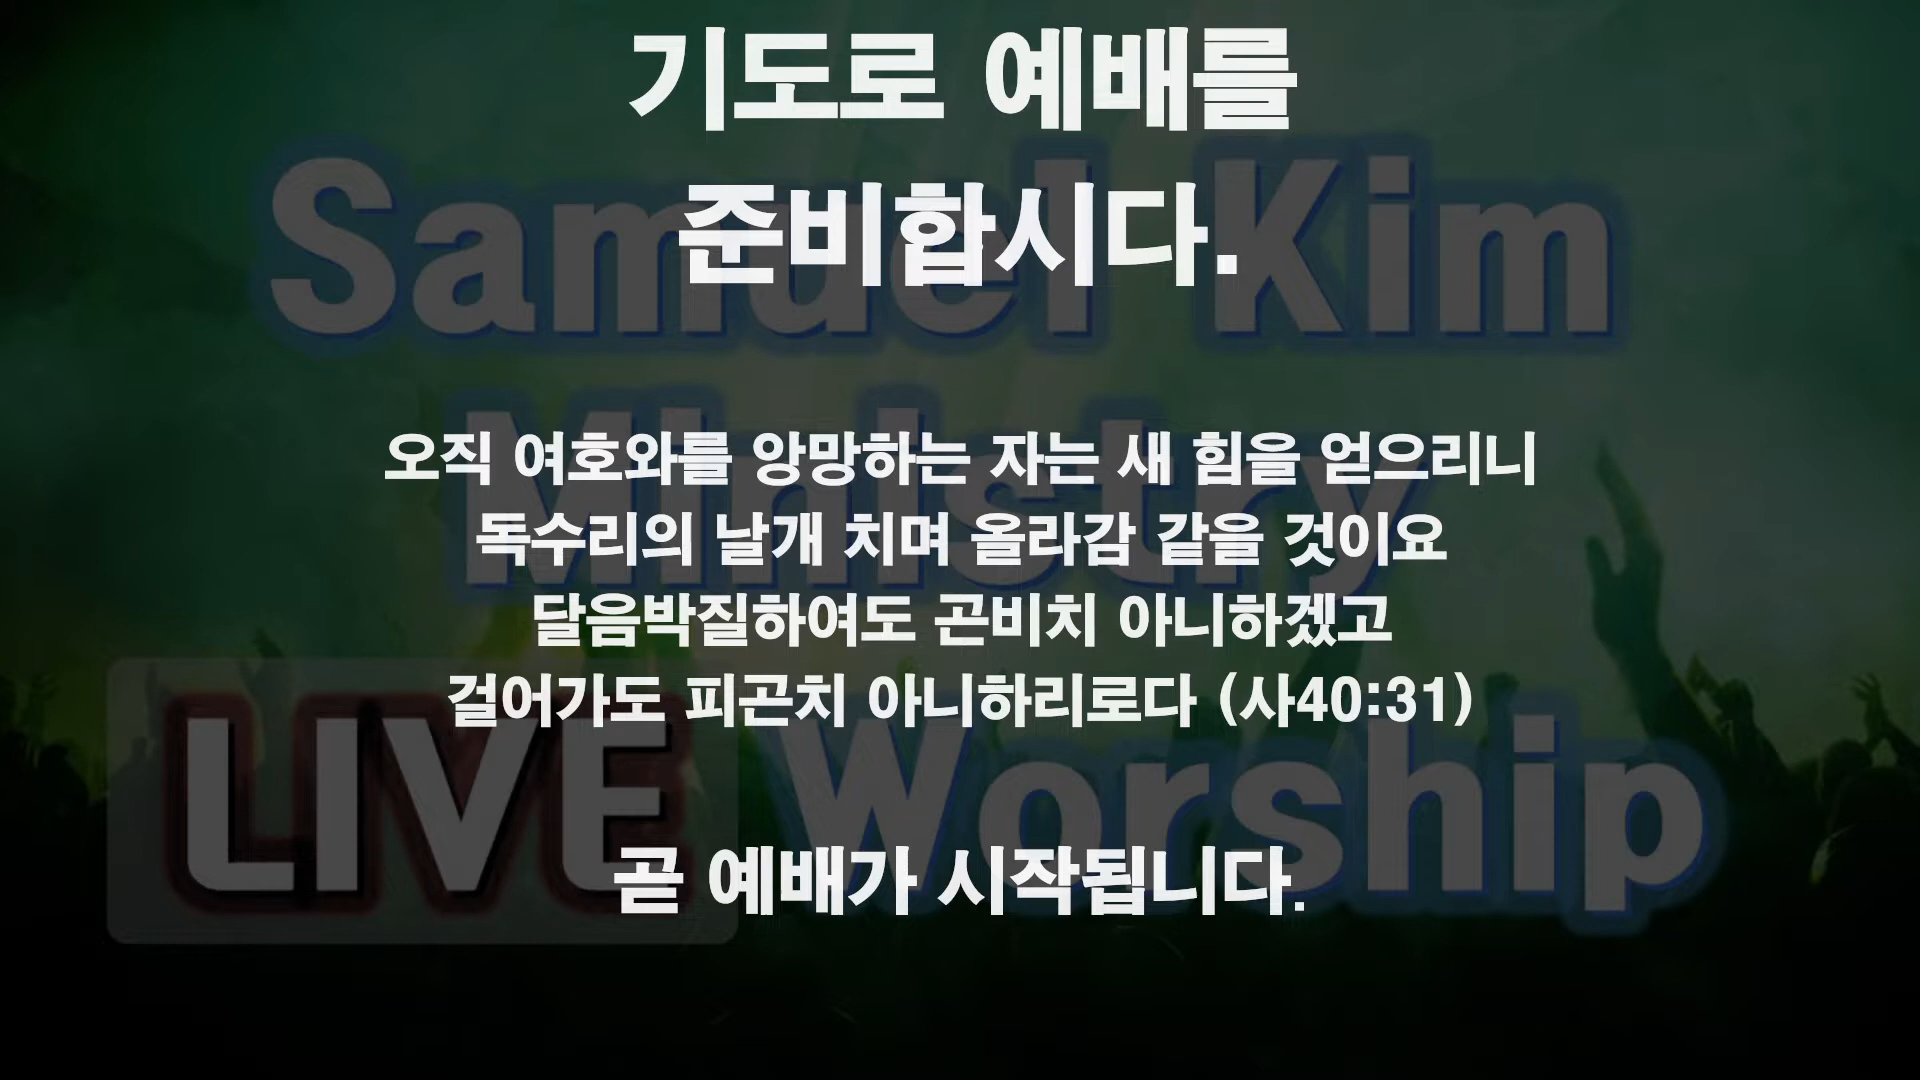 기도로 예배를
준비합시다.
Samuel Kim
Ministry
오직 여호와를 앙망하는 자는 새 힘을 얻으리니
독수리의 날개 치며 올라감 같을 것이요
달음박질하여도 곤비치 아니하겠고
걸어가도 피곤치 아니하리로다 (사40:31)
LIVE Worship
곧 예배가 시작됩니다.